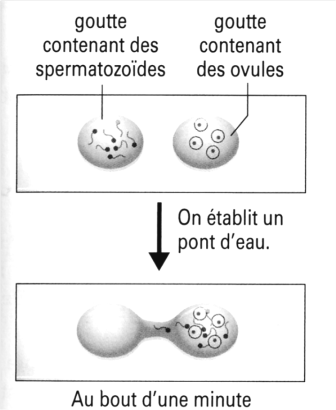 goutte
contenant des
spermatozoïdes
goutte
contenant
des ovules
On établit un
pont d'eau.
Au bout d'une minute